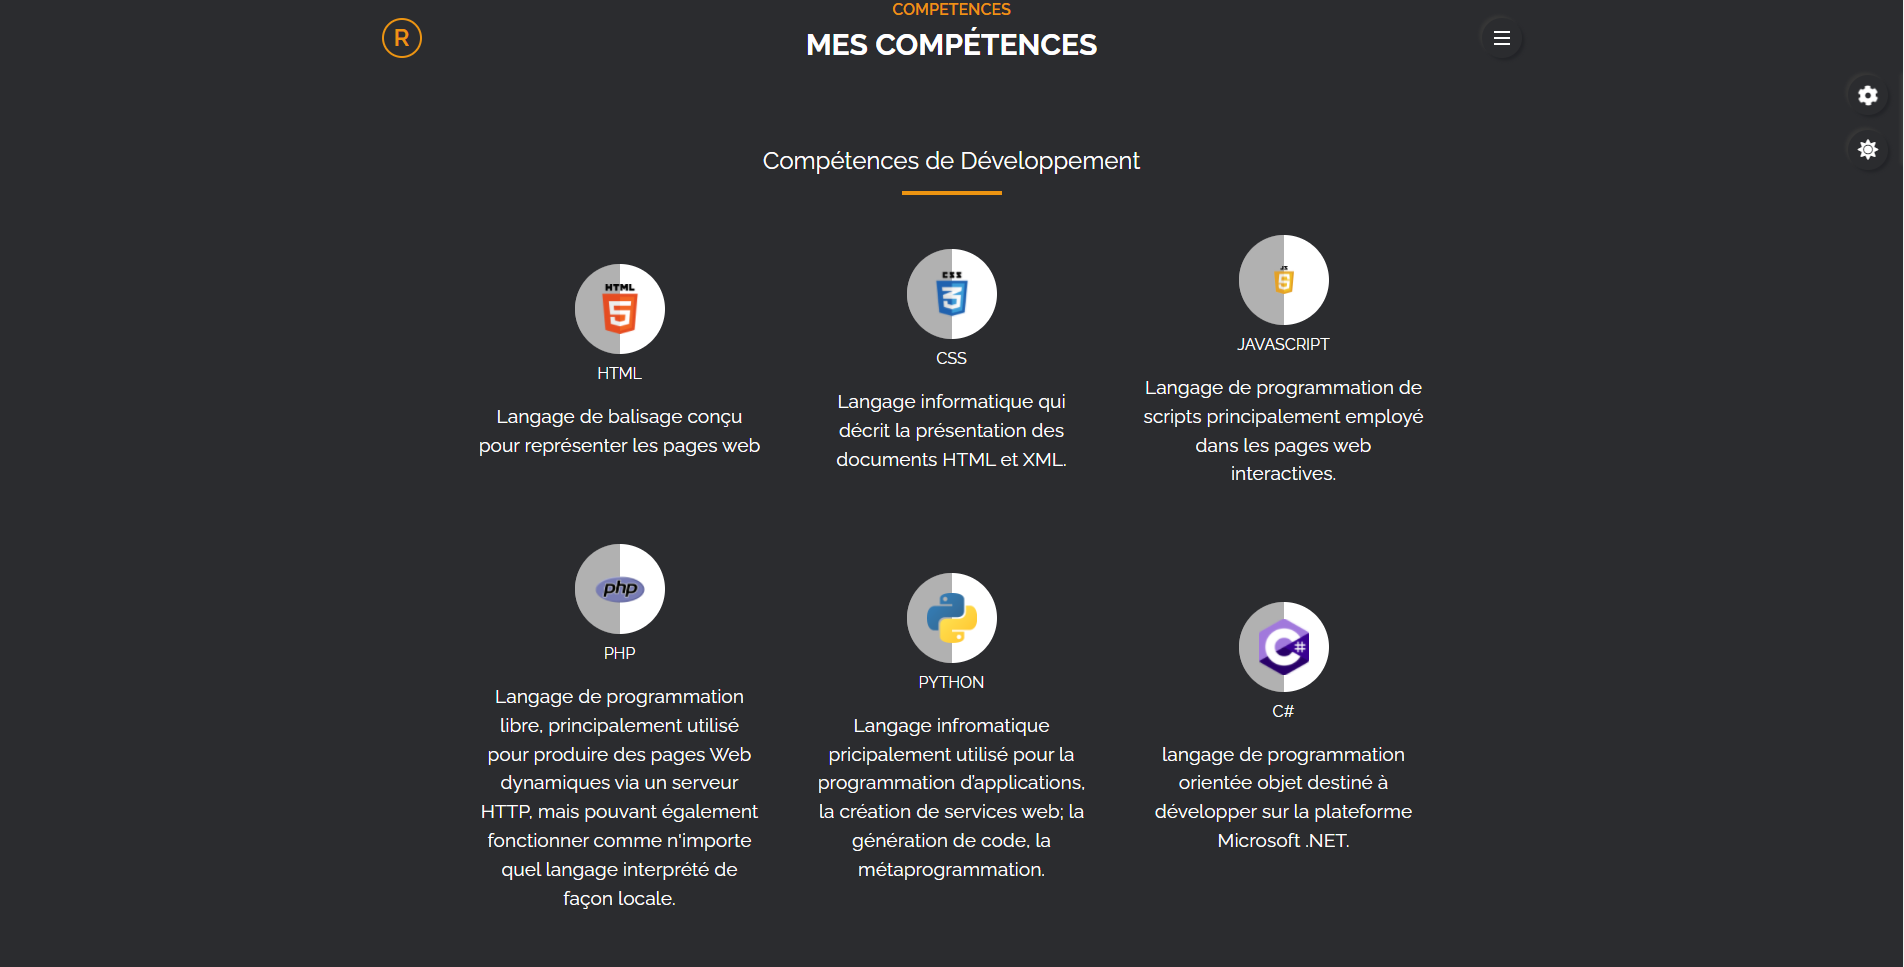 COMPETENCES
R
MES COMPÉTENCES
Compétences de Développement
HTML
HTML
Langage de balisage conçu
pour représenter les pages web
CSS
CSS
Langage informatique qui
décrit la présentation des
documents HTML et XML.
JS
JAVASCRIPT
Langage de programmation de
scripts principalement employé
dans les pages web
interactives.
php
PHP
Langage de programmation
libre, principalement utilisé
pour produire des pages Web
dynamiques via un serveur
HTTP, mais pouvant également
fonctionner comme n'importe
quel langage interprété de
façon locale.
PYTHON
Langage infromatique
pricipalement utilisé pour la
programmation d'applications,
la création de services web; la
génération de code, la
métaprogrammation.
C#
C#
langage de programmation
orientée objet destiné à
développer sur la plateforme
Microsoft .NET.